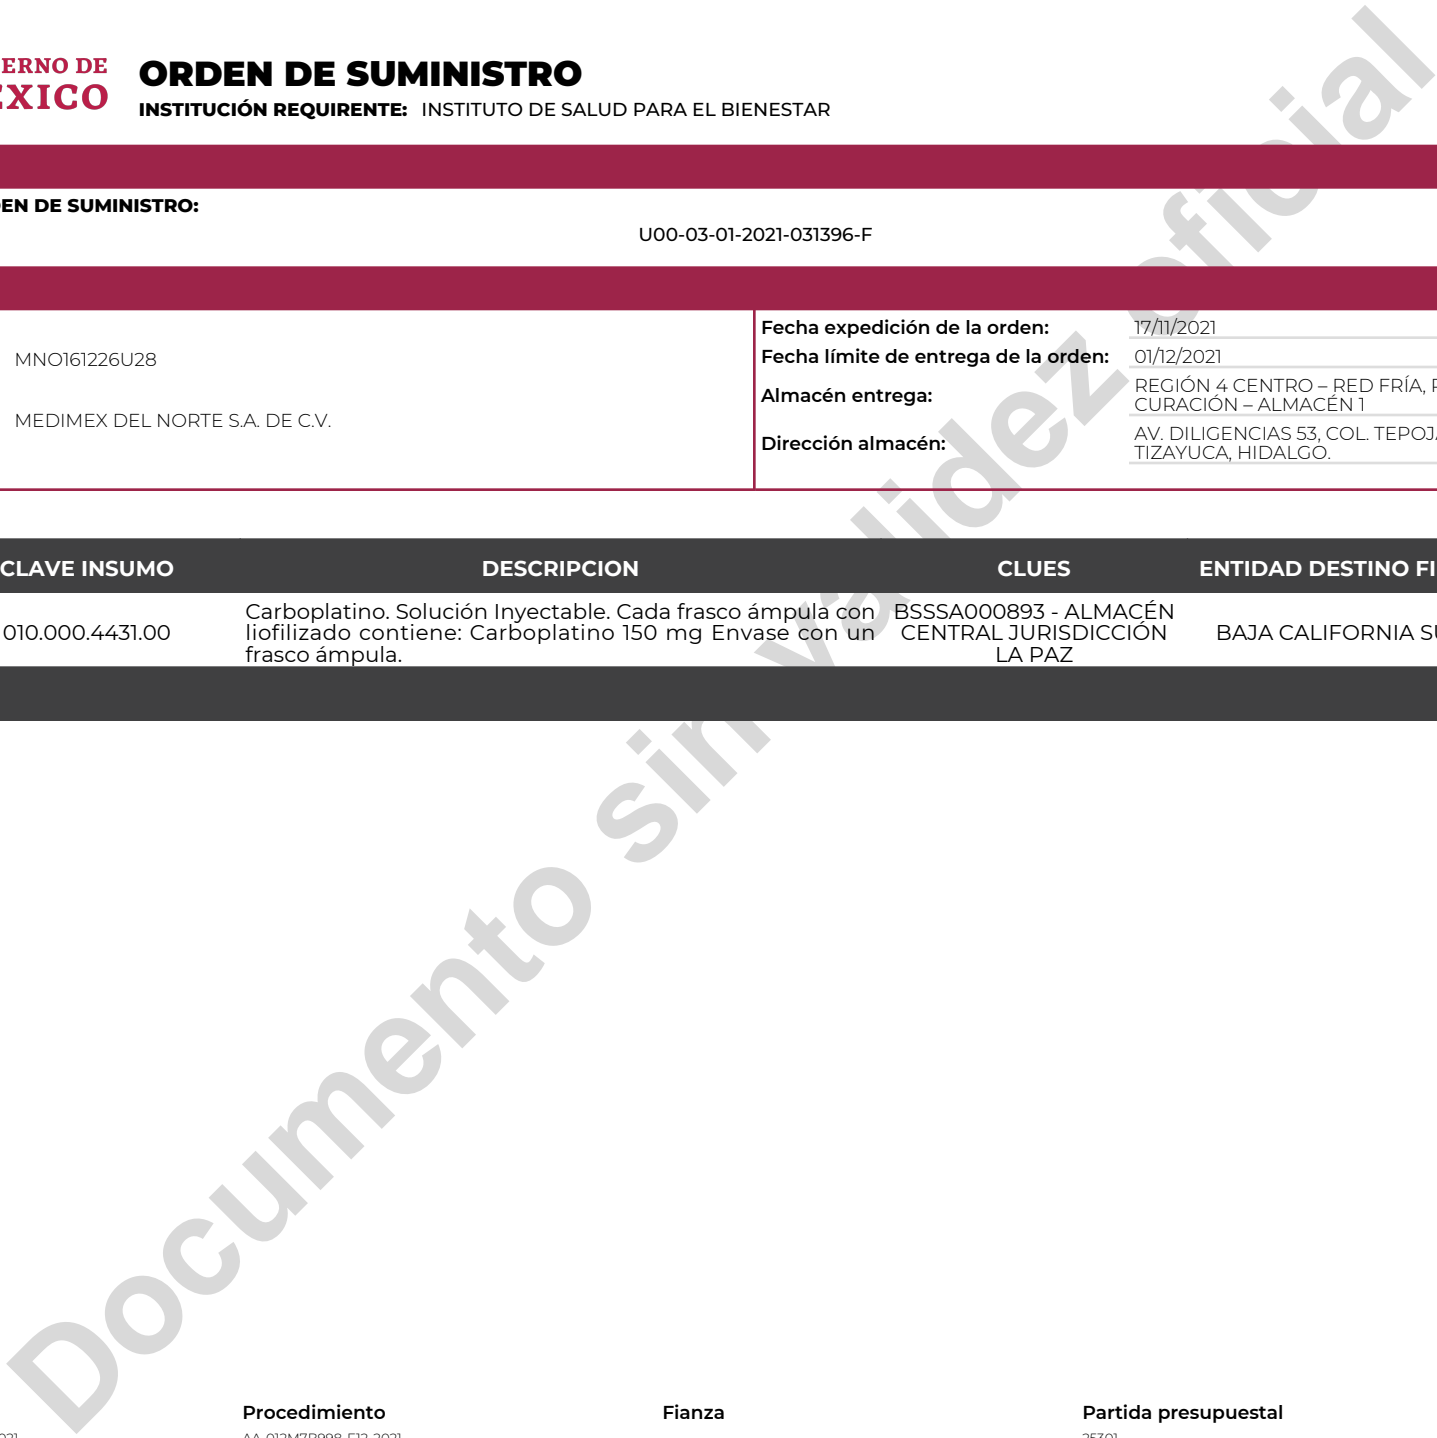 ERNO DE
EXICO
ORDEN DE SUMINISTRO
INSTITUCIÓN REQUIRENTE: INSTITUTO DE SALUD PARA EL BIENESTAR
EN DE SUMINISTRO:
U00-03-01-2021-031396-F
MNO161226U28
MEDIMEX DEL NORTE S.A. DE C.V.
Fecha expedición de la orden: 17/11/2021
Fecha límite de entrega de la orden: 01/12/2021
Almacén entrega:
REGIÓN 4 CENTRO – RED FRÍA,
CURACIÓN – ALMACÉN 1
Dirección almacén:
AV. DILIGENCIAS 53, COL. TEPOJ
TIZAYUCA, HIDALGO.
CLAVE INSUMO DESCRIPCION CLUES ENTIDAD DESTINO FI
010.000.4431.00
Carboplatino. Solución Inyectable. Cada frasco ámpula con
liofilizado contiene: Carboplatino 150 mg Envase con un
frasco ámpula.
BSSSA000893 - ALMACÉN
CENTRAL JURISDICCIÓN
LA PAZ
BAJA CALIFORNIA S
Documento sin validez oficial
Procedimiento Fianza Partida presupuestal